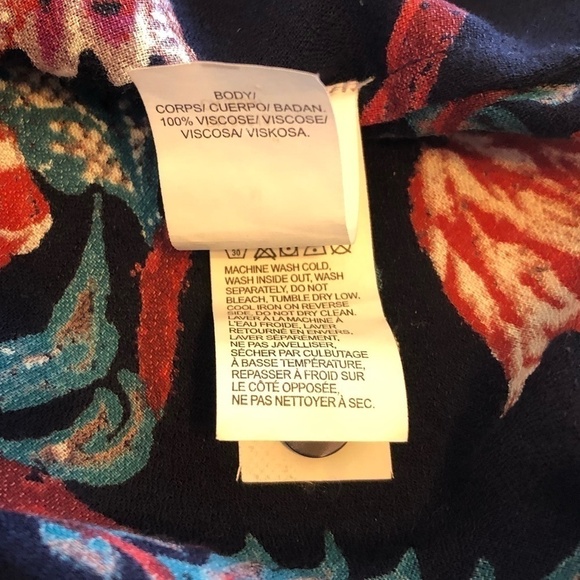 BODY/
CORPS/ CUERPO/ BADAN.
100% VISCOSE/ VISCOSE/
VISCOSA/ VISKOSA.
30
MACHINE WASH COLD,
WASH INSIDE OUT, WASH
SEPARATELY, DO NOT
BLEACH, TUMBLE DRY LOW.
COOL IRON ON REVERSE
SIDE, DO NOT DRY CLEAN.
LAVER À LA MACHINE À
L'EAU FROIDE, LAVER
RETOURNÉ EN ENVERS,
LAVER SÉPARÉMENT,
NE PAS JAVELLISER,
SÉCHER PAR CULBUTAGE
À BASSE TEMPÉRATURE,
REPASSER À FROID SUR
LE CÔTÉ OPPOSÉE,
NE PAS NETTOYER À SEC.